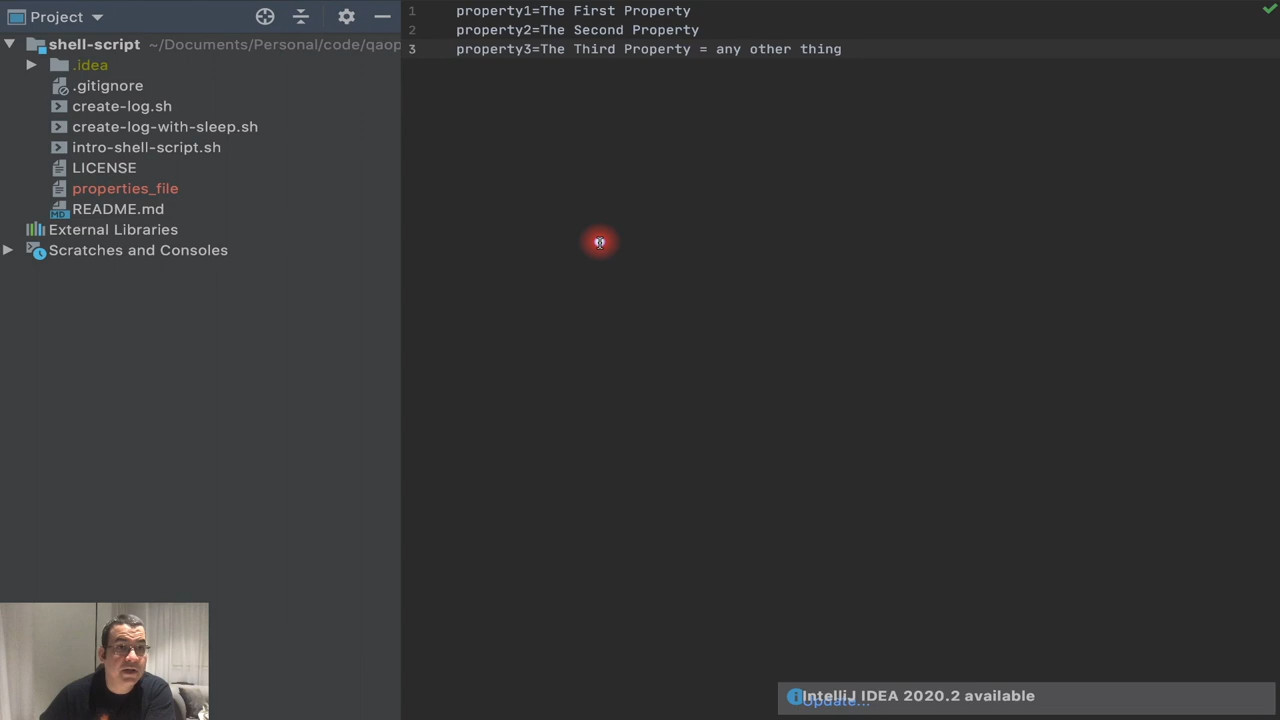 Project
shell-script ~/Documents/Personal/code/qaop
.idea
.gitignore
create-log.sh
create-log-with-sleep.sh
intro-shell-script.sh
LICENSE
properties_file
MD README.md
External Libraries
Scratches and Consoles
1 property1=The First Property
2 property2=The Second Property
3 property3=The Third Property = any other thing
IntelliJ IDEA 2020.2 available
Update...